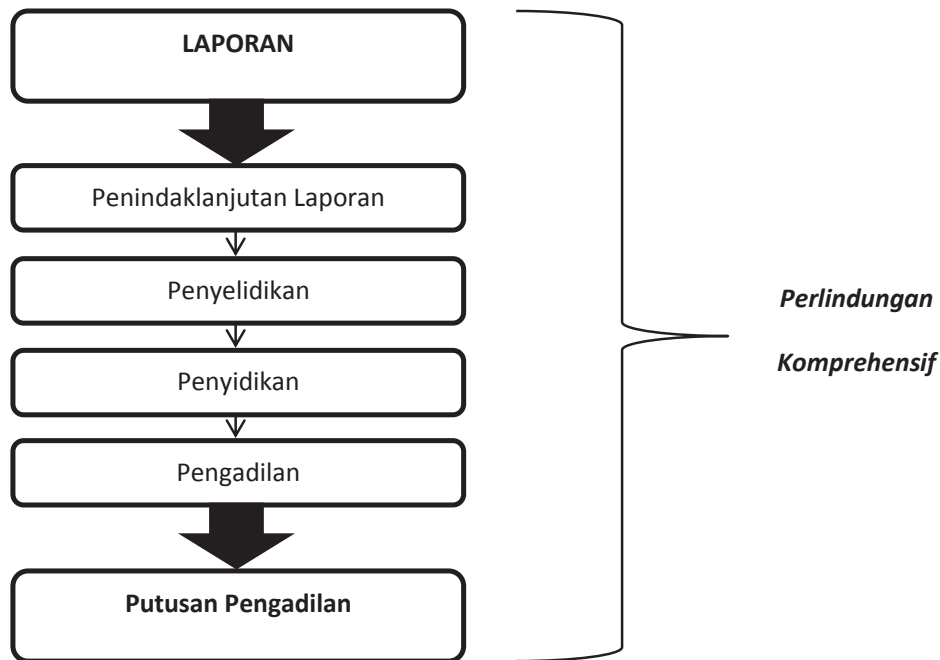 LAPORAN
Penindaklanjutan Laporan
Penyelidikan
Penyidikan
Pengadilan
Putusan Pengadilan
Perlindungan
Komprehensif